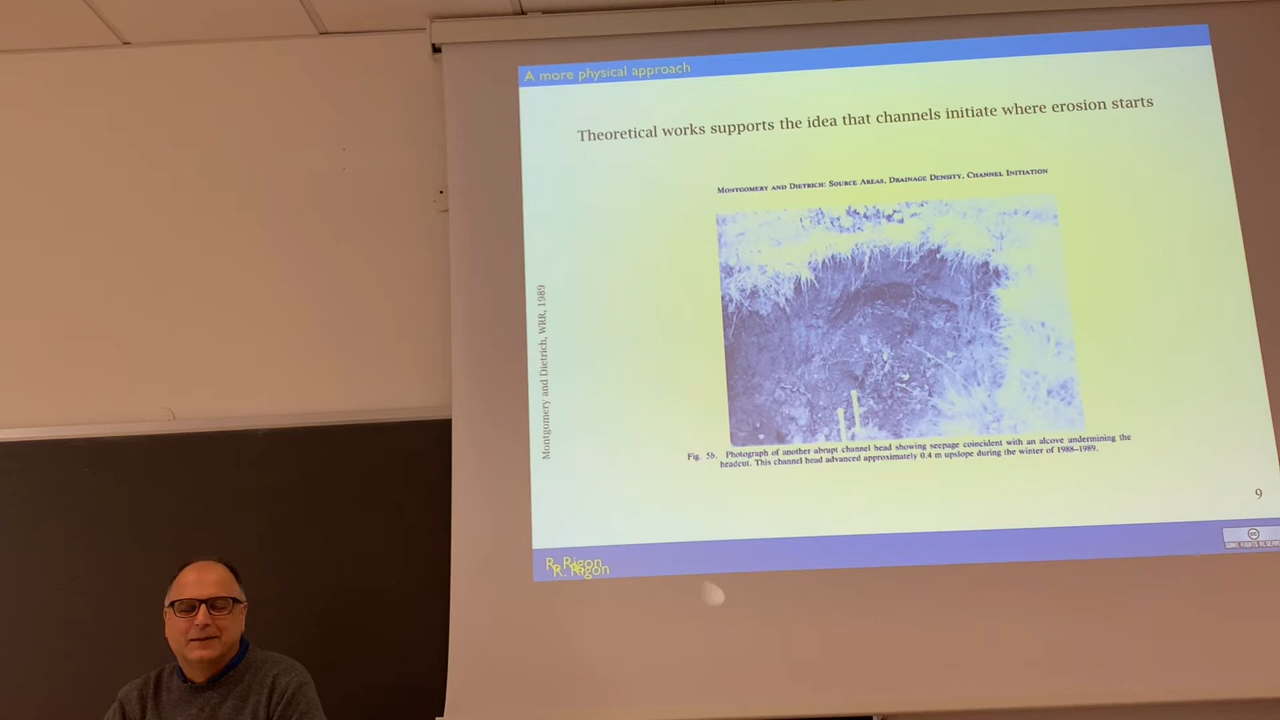 A more physical approach
Theoretical works supports the idea that channels initiate where erosion starts
MONTGOMERY AND DIETRICH: SOURCE AREAS, DRAINAGE DENSITY, CHANNEL INITIATION
Montgomery and Dietrich, WRR, 1989
Fig. 5b. Photograph of another abrupt channel head showing seepage coincident with an alcove undermining the
headcut. This channel head advanced approximately 0.4 m upslope during the winter of 1988–1989.
9
R. Rigon
R. Rigon
cc
SOME RIGHTS